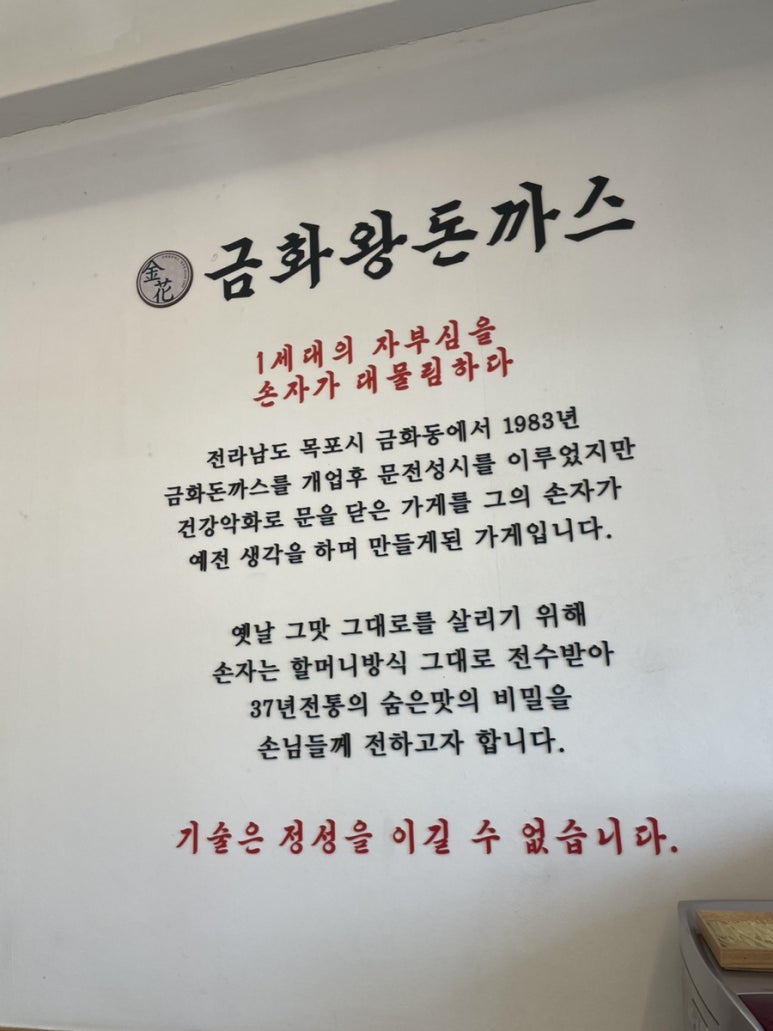 金花
금화왕돈까스
1세대의 자부심을
손자가 대물림하다
전라남도 목포시 금화동에서 1983년
금화돈까스를 개업후 문전성시를 이루었지만
건강악화로 문을 닫은 가게를 그의 손자가
예전 생각을 하며 만들게된 가게입니다.
옛날 그맛 그대로를 살리기 위해
손자는 할머니방식 그대로 전수받아
37년전통의 숨은맛의 비밀을
손님들께 전하고자 합니다.
기술은 정성을 이길 수 없습니다.